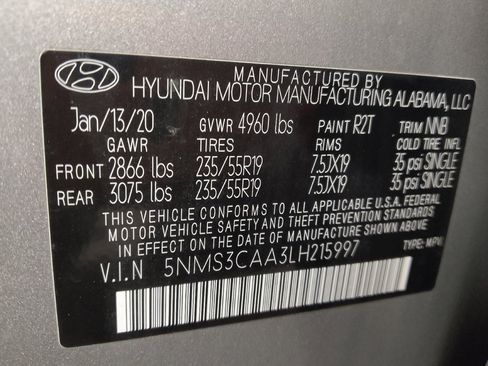 MANUFACTURED BY
HYUNDAI MOTOR MANUFACTURING ALABAMA, LLC
Jan/13/20 GVWR 4960 lbs PAINT R2T TRIM NNB
GAWR TIRES RIMS COLD TIRE INFL
FRONT 2866 lbs 235/55R19 7.5JX19 35 psi SINGLE
REAR 3075 lbs 235/55R19 7.5JX19 35 psi SINGLE
THIS VEHICLE CONFORMS TO ALL APPLICABLE U.S.A. FEDERAL
MOTOR VEHICLE SAFETY AND THEFT PREVENTION STANDARDS
IN EFFECT ON THE DATE OF MANUFACTURE SHOWN ABOVE
V.I.N 5NMS3CAA3LH215997 TYPE: MPV